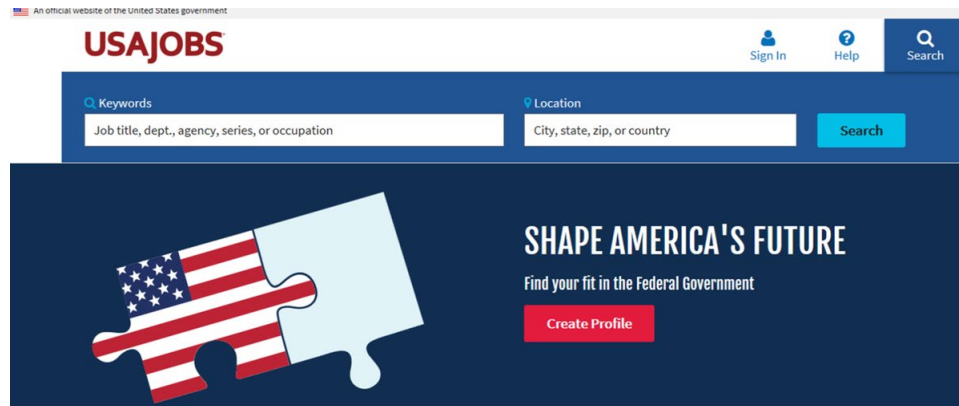 An official website of the United States government
USAJOBS
Sign In
Help
Search
Keywords
Location
Job title, dept., agency, series, or occupation
City, state, zip, or country
Search
SHAPE AMERICA'S FUTURE
Find your fit in the Federal Government
Create Profile